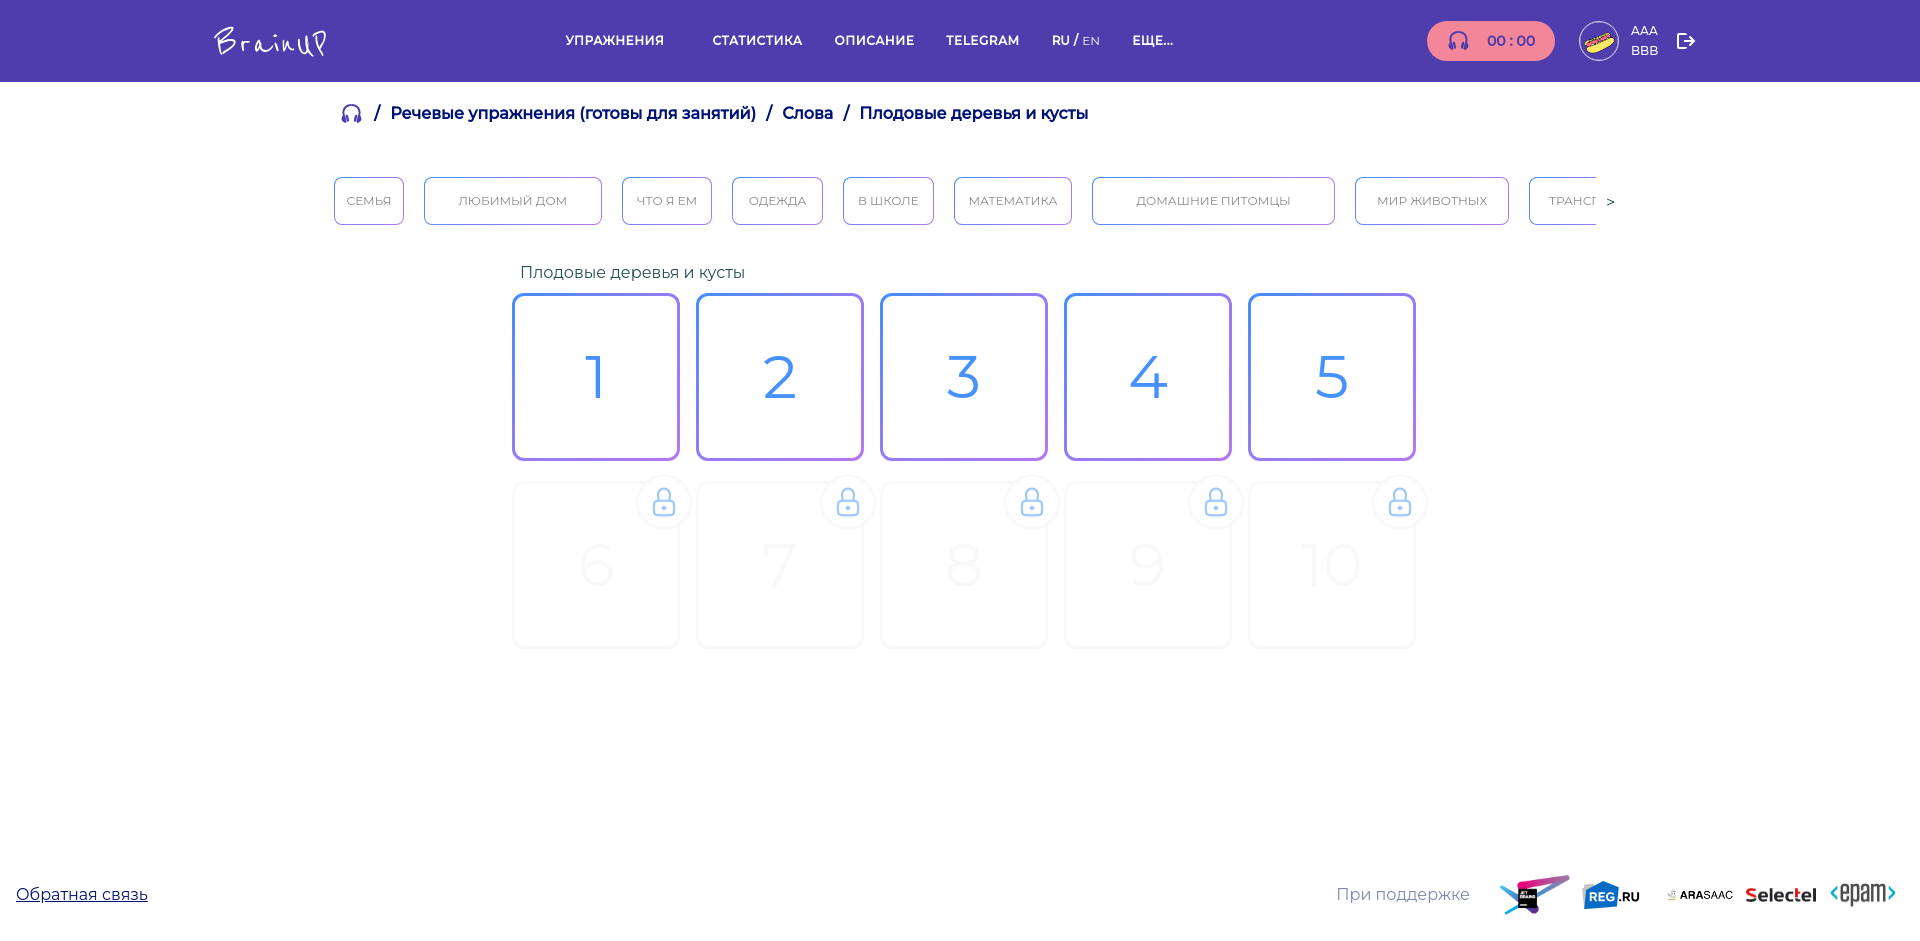 BrainUP
УПРАЖНЕНИЯ СТАТИСТИКА ОПИСАНИЕ TELEGRAM RU / EN ЕЩЕ...
00 : 00
AAA
BBB
/ Речевые упражнения (готовы для занятий) / Слова / Плодовые деревья и кусты
СЕМЬЯ ЛЮБИМЫЙ ДОМ ЧТО Я ЕМ ОДЕЖДА В ШКОЛЕ МАТЕМАТИКА ДОМАШНИЕ ПИТОМЦЫ МИР ЖИВОТНЫХ ТРАНСП >
Плодовые деревья и кусты
1 2 3 4 5
6 7 8 9 10
Обратная связь
При поддержке
JET BRAINS
REG.RU
ARASAAC
Selectel
<epam>